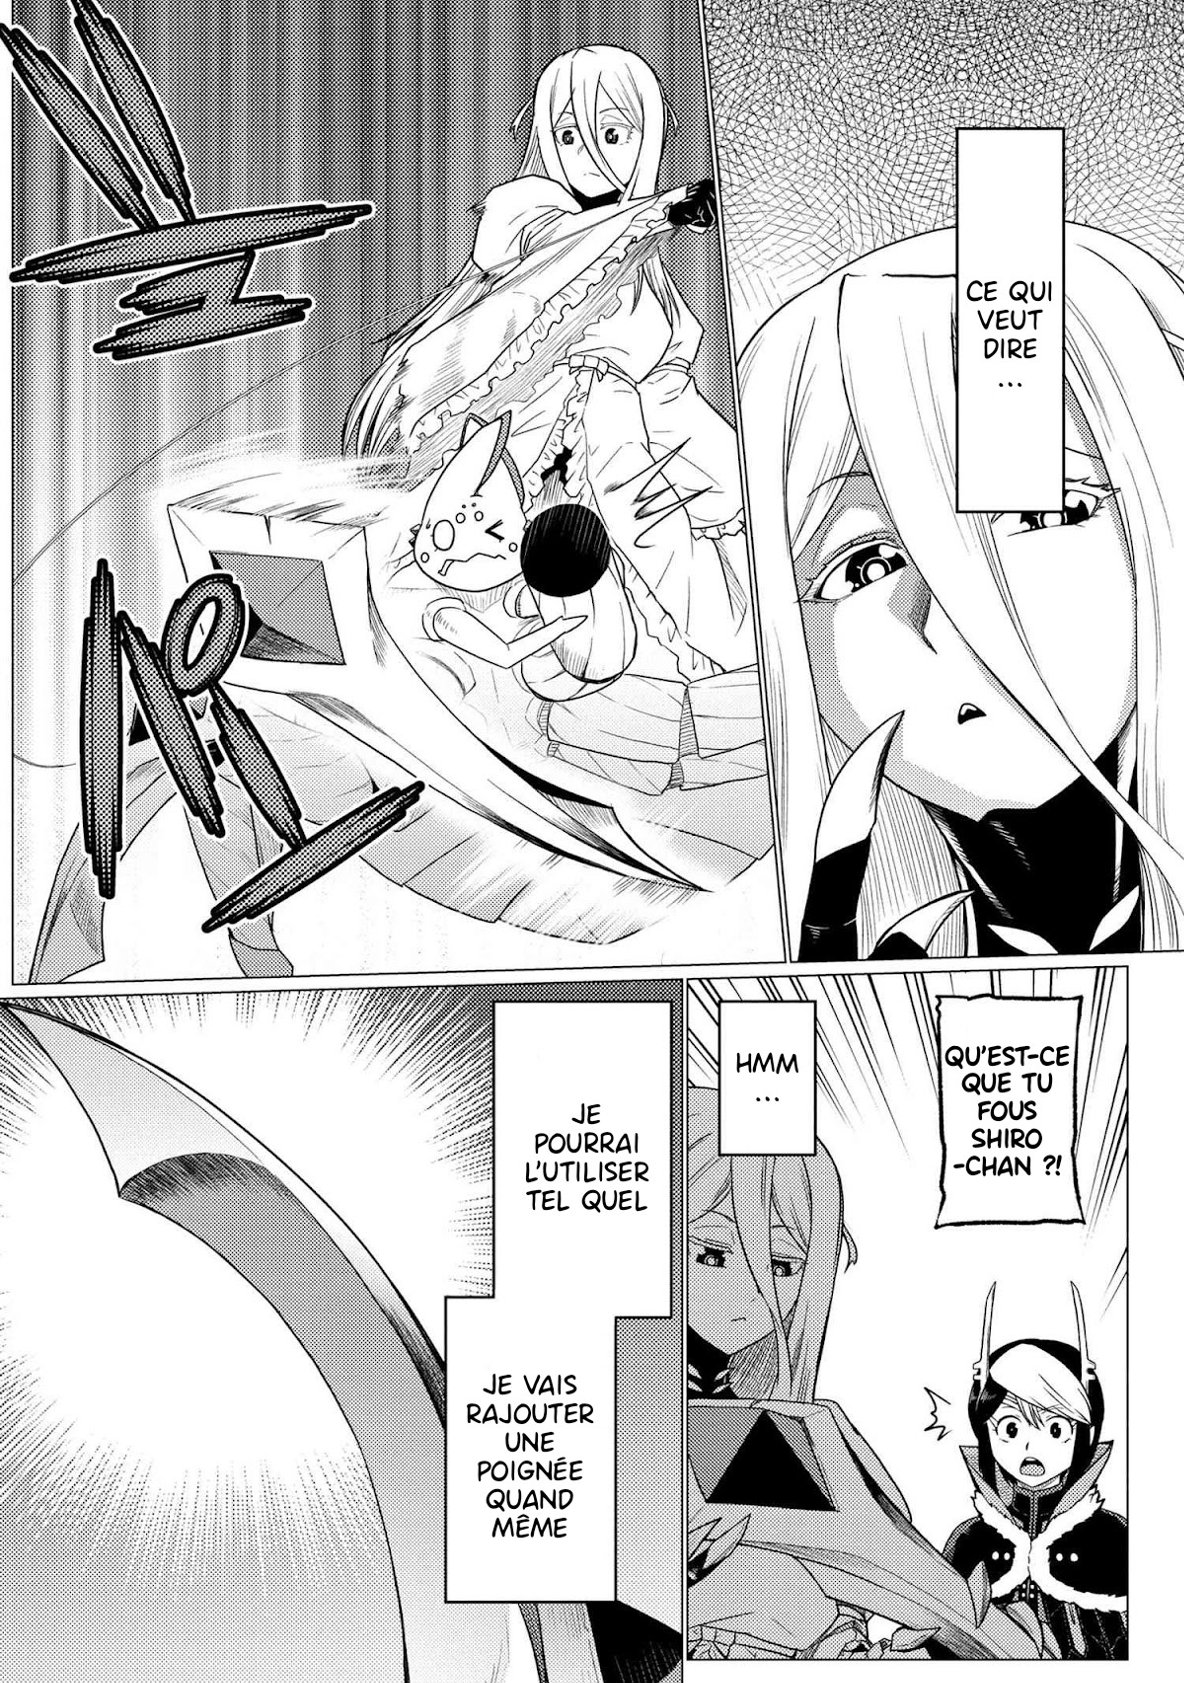 CE QUI
VEUT
DIRE
...
QU'EST-CE
QUE TU
FOUS
SHIRO
-CHAN ?!
HMM
...
JE
POURRAI
L'UTILISER
TEL QUEL
JE VAIS
RAJOUTER
UNE
POIGNÉE
QUAND
MÊME